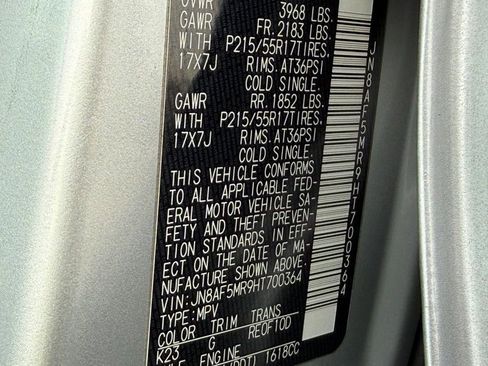 GVWR 3968 LBS.
GAWR FR. 2183 LBS.
WITH P215/55R17TIRES.
17X7J RIMS. AT36PSI
COLD SINGLE.
GAWR RR. 1852 LBS.
WITH P215/55R17TIRES.
17X7J RIMS. AT36PSI
COLD SINGLE.
THIS VEHICLE CONFORMS
TO ALL APPLICABLE FED-
ERAL MOTOR VEHICLE SA-
FETY AND THEFT PREVEN-
TION STANDARDS IN EFF-
ECT ON THE DATE OF MA-
NUFACTURE SHOWN ABOVE.
VIN:JN8AF5MR9HT700364
TYPE:MPV
COLOR TRIM TRANS
K23 G RE0F10D
ENGINE
1618CC
JN8AF5MR9HT700364